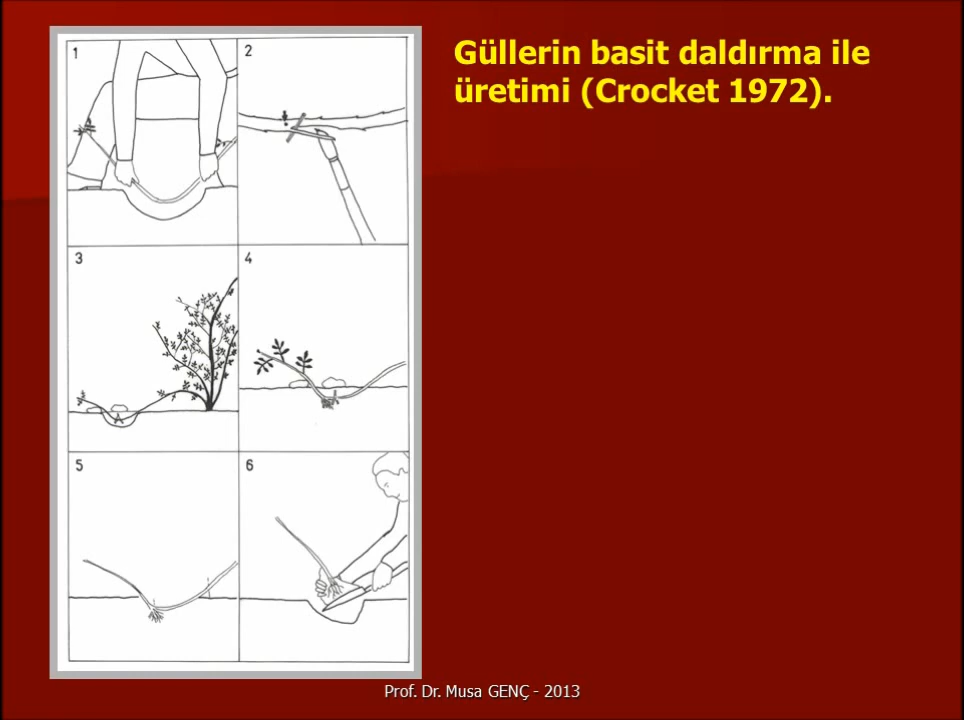 1
2
3
4
5
6
Güllerin basit daldırma ile
üretimi (Crocket 1972).
Prof. Dr. Musa GENÇ - 2013